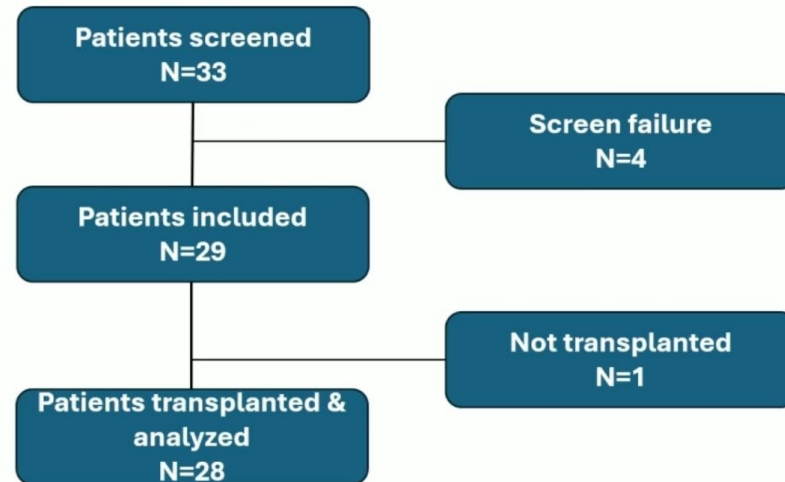 Patients screened
N=33
Screen failure
N=4
Patients included
N=29
Not transplanted
N=1
Patients transplanted &
analyzed
N=28